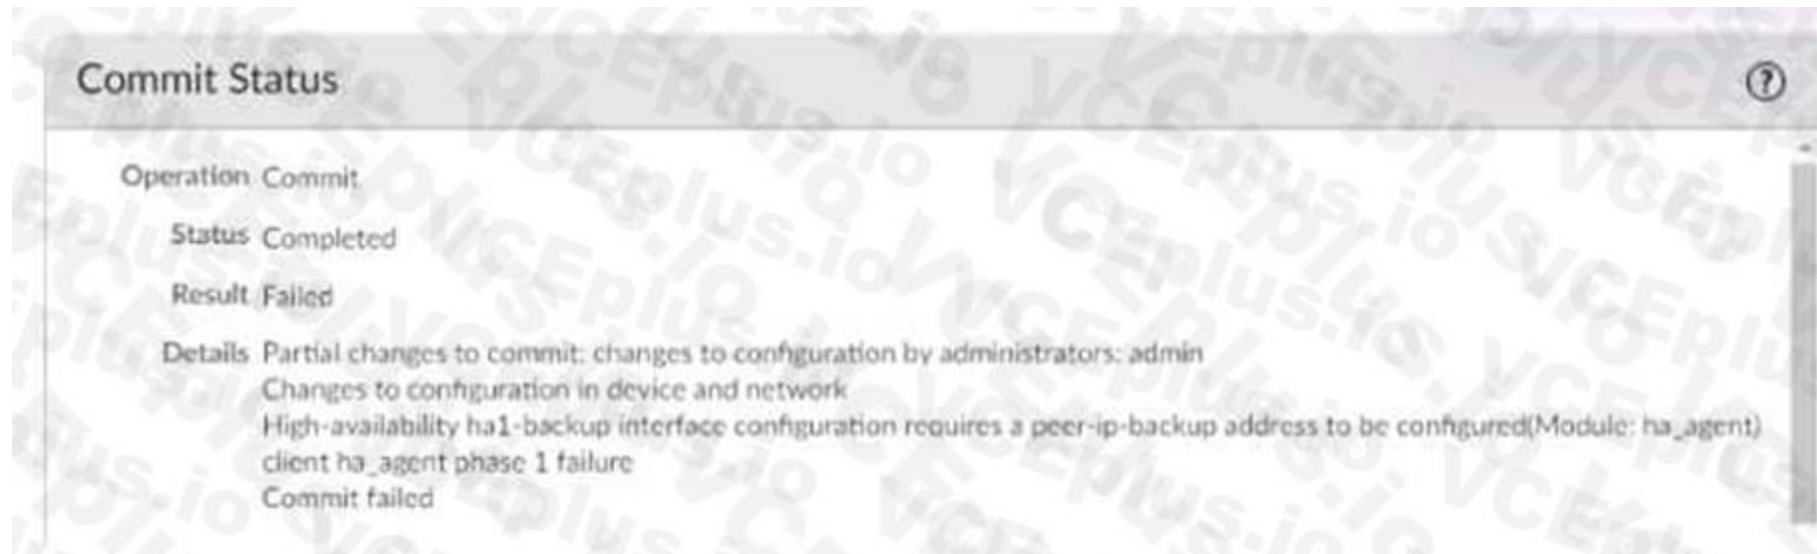 Commit Status
?
Operation Commit
Status Completed
Result Failed
Details Partial changes to commit: changes to configuration by administrators: admin
Changes to configuration in device and network
High-availability ha1-backup interface configuration requires a peer-ip-backup address to be configured(Module: ha_agent)
client ha_agent phase 1 failure
Commit failed
VCEplus.io